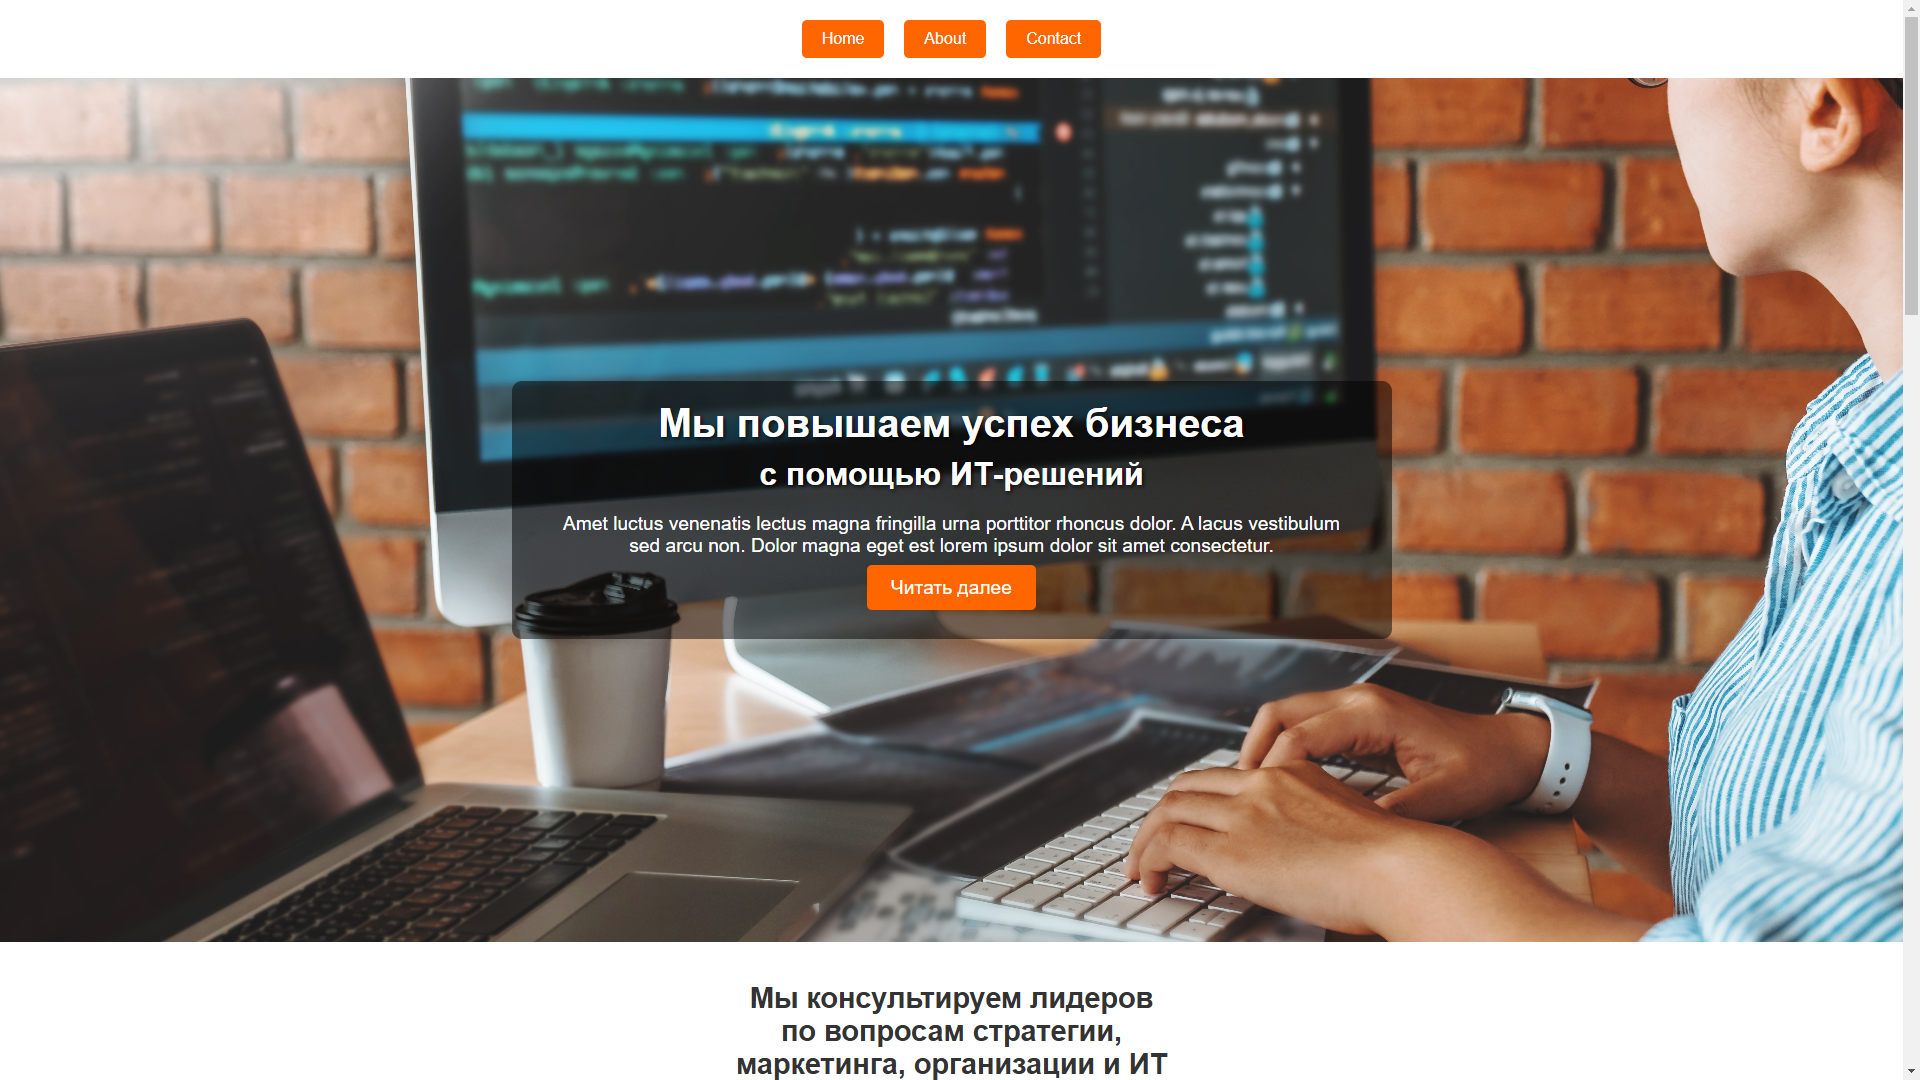 Home
About
Contact
Мы повышаем успех бизнеса
с помощью ИТ-решений
Amet luctus venenatis lectus magna fringilla urna porttitor rhoncus dolor. A lacus vestibulum
sed arcu non. Dolor magna eget est lorem ipsum dolor sit amet consectetur.
Читать далее
Мы консультируем лидеров
по вопросам стратегии,
маркетинга, организации и ИТ